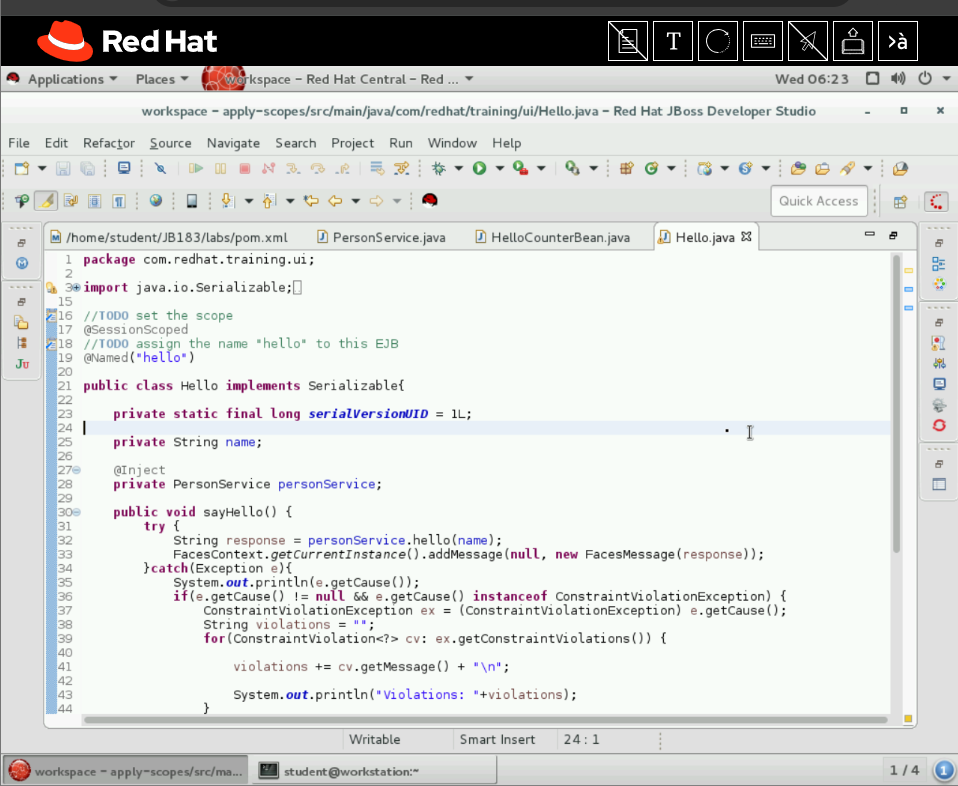 Red Hat
T
>à
Applications Places workspace – Red Hat Central – Red ... Wed 06:23
workspace – apply-scopes/src/main/java/com/redhat/training/ui/Hello.java – Red Hat JBoss Developer Studio
File Edit Refactor Source Navigate Search Project Run Window Help
Quick Access
/home/student/JB183/labs/pom.xml PersonService.java HelloCounterBean.java Hello.java
1 package com.redhat.training.ui;
2
3 import java.io.Serializable;
15
16 //TODO set the scope
17 @SessionScoped
18 //TODO assign the name "hello" to this EJB
19 @Named("hello")
20
21 public class Hello implements Serializable{
22
23 private static final long serialVersionUID = 1L;
24
25 private String name;
26
27 @Inject
28 private PersonService personService;
29
30 public void sayHello() {
31 try {
32 String response = personService.hello(name);
33 FacesContext.getCurrentInstance().addMessage(null, new FacesMessage(response));
34 }catch(Exception e){
35 System.out.println(e.getCause());
36 if(e.getCause() != null && e.getCause() instanceof ConstraintViolationException) {
37 ConstraintViolationException ex = (ConstraintViolationException) e.getCause();
38 String violations = "";
39 for(ConstraintViolation<?> cv: ex.getConstraintViolations()) {
40
41 violations += cv.getMessage() + "\n";
42
43 System.out.println("Violations: "+violations);
44 }
Ju
Writable Smart Insert 24 : 1
workspace – apply-scopes/src/ma... student@workstation:~ 1 / 4 1